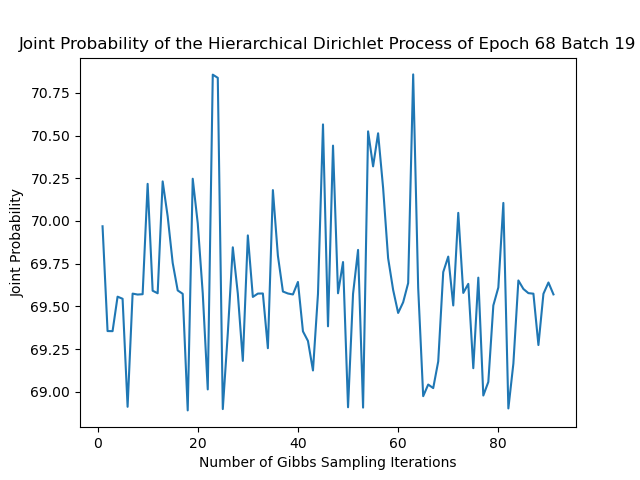 Joint Probability of the Hierarchical Dirichlet Process of Epoch 68 Batch 19
70.75
70.50
70.25
70.00
69.75
69.50
69.25
69.00
Joint Probability
0 20 40 60 80
Number of Gibbs Sampling Iterations